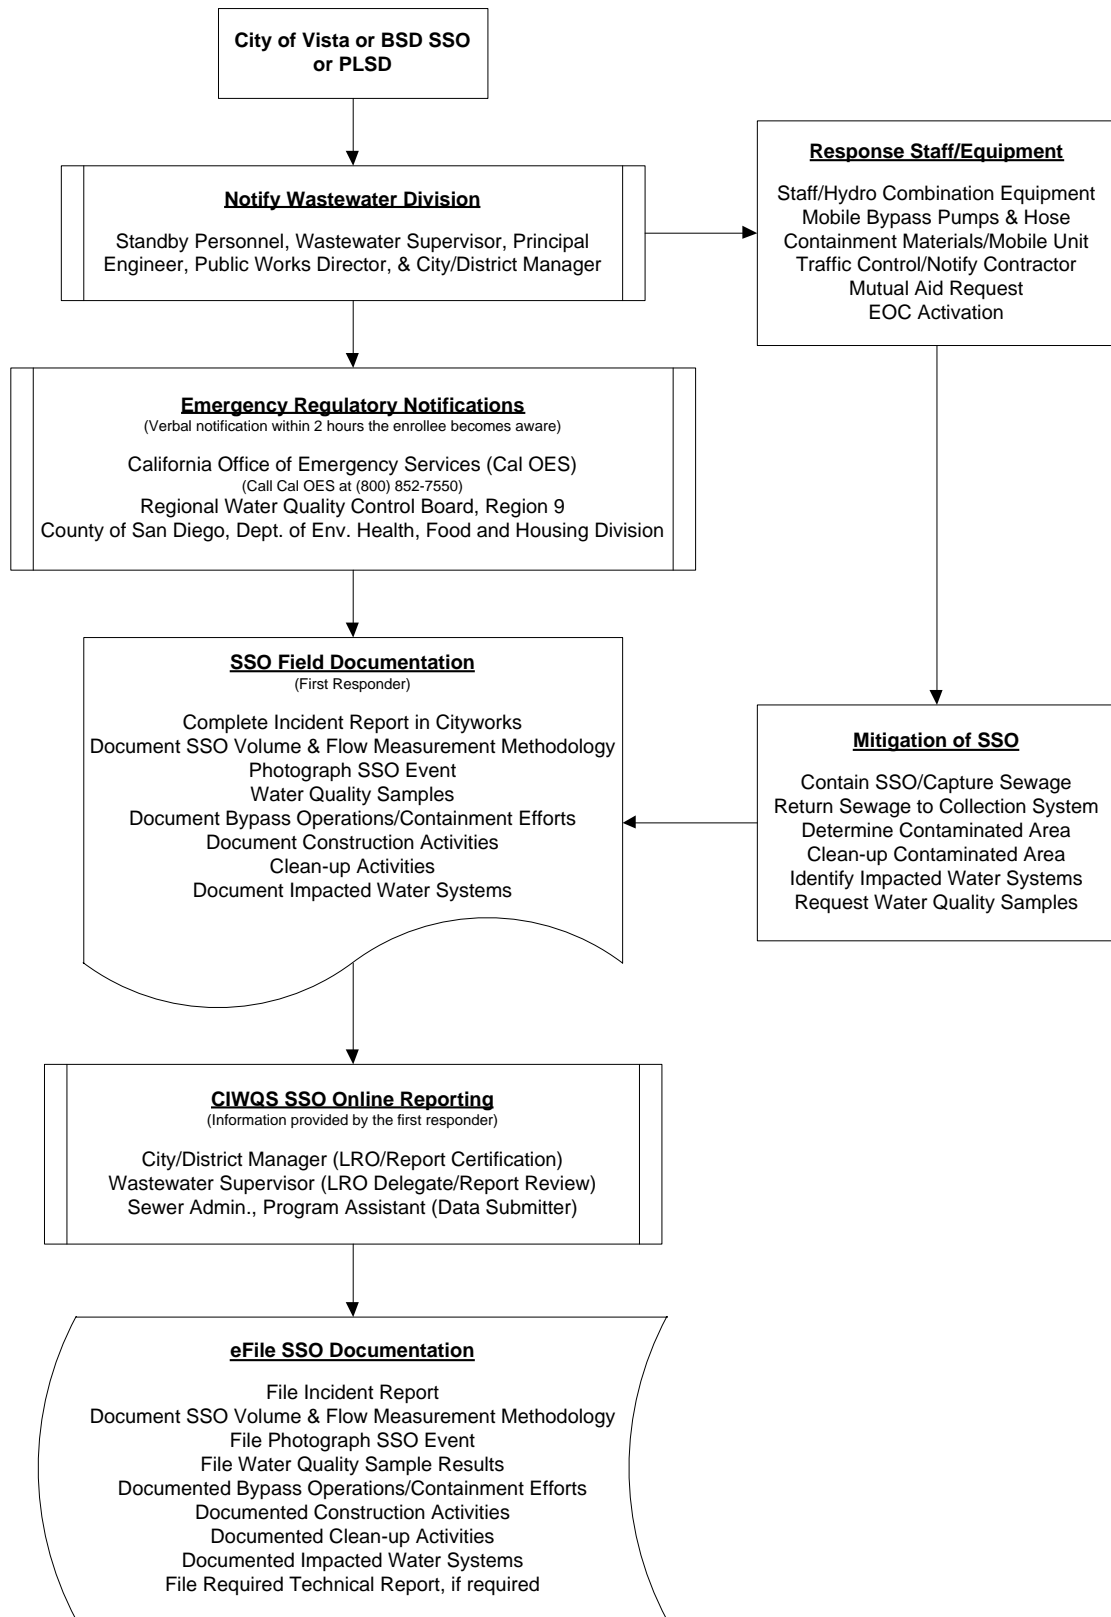 City of Vista or BSD SSO
or PLSD
Notify Wastewater Division
Standby Personnel, Wastewater Supervisor, Principal
Engineer, Public Works Director, & City/District Manager
Response Staff/Equipment
Staff/Hydro Combination Equipment
Mobile Bypass Pumps & Hose
Containment Materials/Mobile Unit
Traffic Control/Notify Contractor
Mutual Aid Request
EOC Activation
Emergency Regulatory Notifications
(Verbal notification within 2 hours the enrollee becomes aware)
California Office of Emergency Services (Cal OES)
(Call Cal OES at (800) 852-7550)
Regional Water Quality Control Board, Region 9
County of San Diego, Dept. of Env. Health, Food and Housing Division
SSO Field Documentation
(First Responder)
Complete Incident Report in Cityworks
Document SSO Volume & Flow Measurement Methodology
Photograph SSO Event
Water Quality Samples
Document Bypass Operations/Containment Efforts
Document Construction Activities
Clean-up Activities
Document Impacted Water Systems
Mitigation of SSO
Contain SSO/Capture Sewage
Return Sewage to Collection System
Determine Contaminated Area
Clean-up Contaminated Area
Identify Impacted Water Systems
Request Water Quality Samples
CIWQS SSO Online Reporting
(Information provided by the first responder)
City/District Manager (LRO/Report Certification)
Wastewater Supervisor (LRO Delegate/Report Review)
Sewer Admin., Program Assistant (Data Submitter)
eFile SSO Documentation
File Incident Report
Document SSO Volume & Flow Measurement Methodology
File Photograph SSO Event
File Water Quality Sample Results
Documented Bypass Operations/Containment Efforts
Documented Construction Activities
Documented Clean-up Activities
Documented Impacted Water Systems
File Required Technical Report, if required